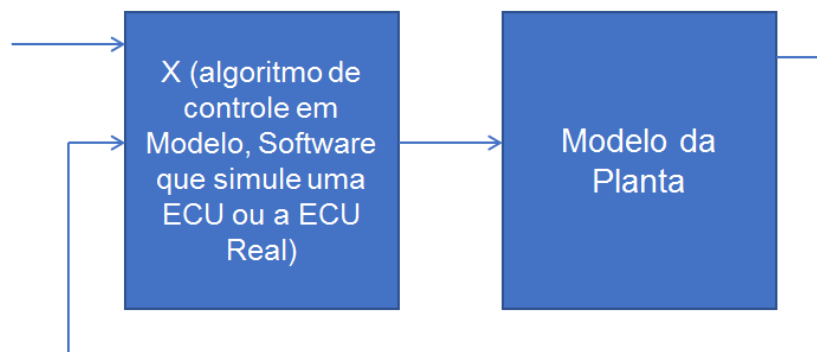 X (algoritmo de
controle em
Modelo, Software
que simule uma
ECU ou a ECU
Real)
Modelo da
Planta